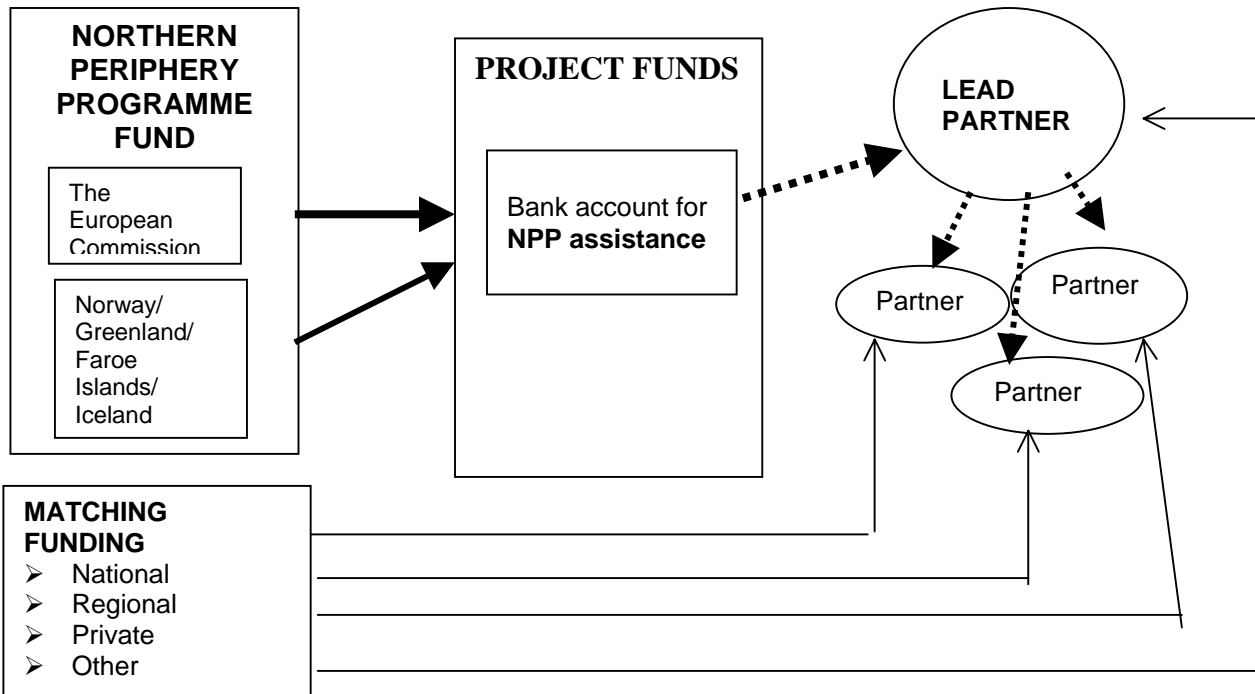 NORTHERN
PERIPHERY
PROGRAMME
FUND
The
European
Commission
Norway/
Greenland/
Faroe
Islands/
Iceland
PROJECT FUNDS
Bank account for
NPP assistance
LEAD
PARTNER
Partner
Partner
Partner
MATCHING
FUNDING
➢ National
➢ Regional
➢ Private
➢ Other